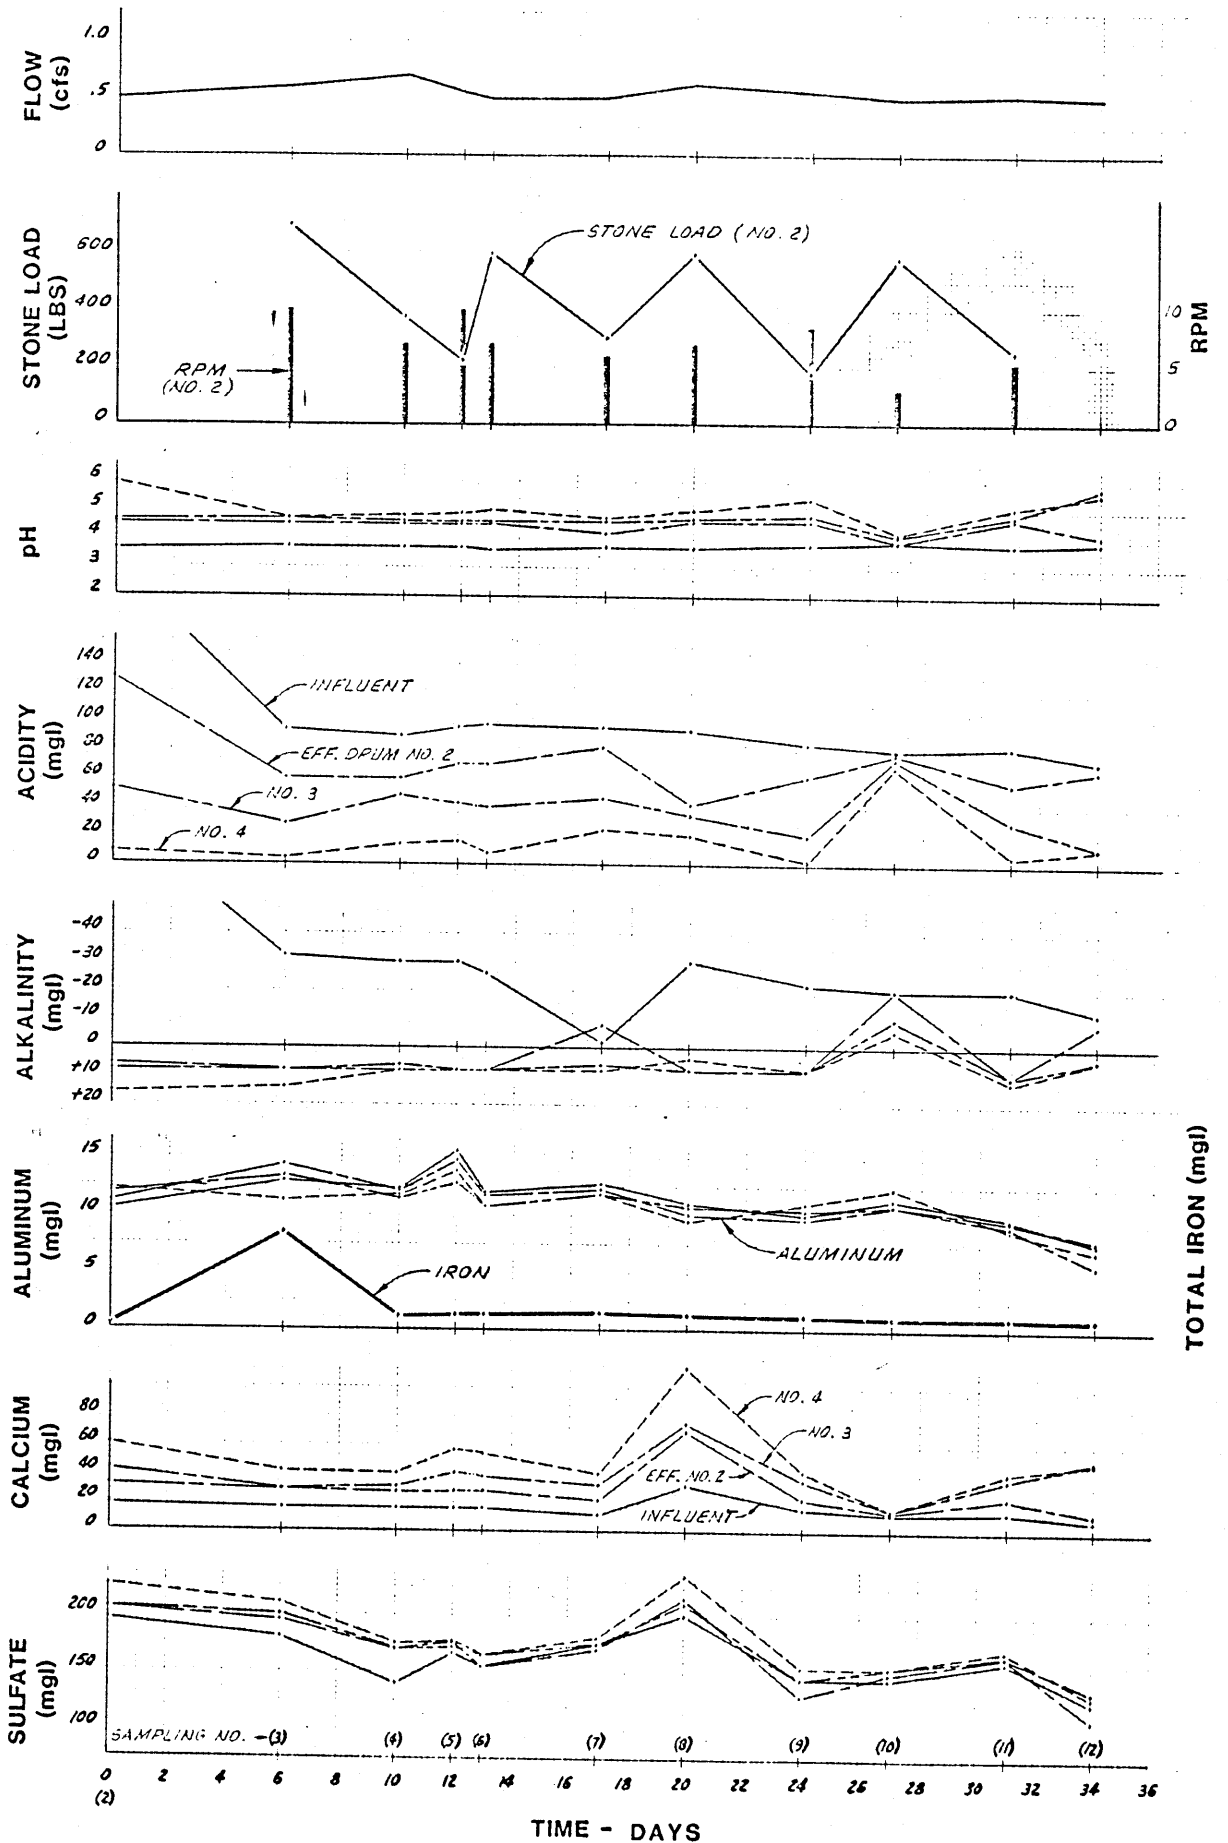 FLOW
(cfs)
1.0
.5
0
STONE LOAD
(LBS)
600
400
200
0
STONE LOAD (NO. 2)
RPM
(NO. 2)
10
5
0
RPM
pH
6
5
4
3
2
ACIDITY
(mgl)
140
120
100
80
60
40
20
0
INFLUENT
EFF. DRUM NO. 2
NO. 3
NO. 4
ALKALINITY
(mgl)
-40
-30
-20
-10
0
+10
+20
ALUMINUM
(mgl)
15
10
5
0
IRON
ALUMINUM
TOTAL IRON (mgl)
CALCIUM
(mgl)
80
60
40
20
0
NO. 4
NO. 3
EFF. NO. 2
INFLUENT
SULFATE
(mgl)
200
150
100
SAMPLING NO. (3) (4) (5) (6) (7) (8) (9) (10) (11) (12)
0 2 4 6 8 10 12 14 16 18 20 22 24 26 28 30 32 34 36
(2)
TIME - DAYS